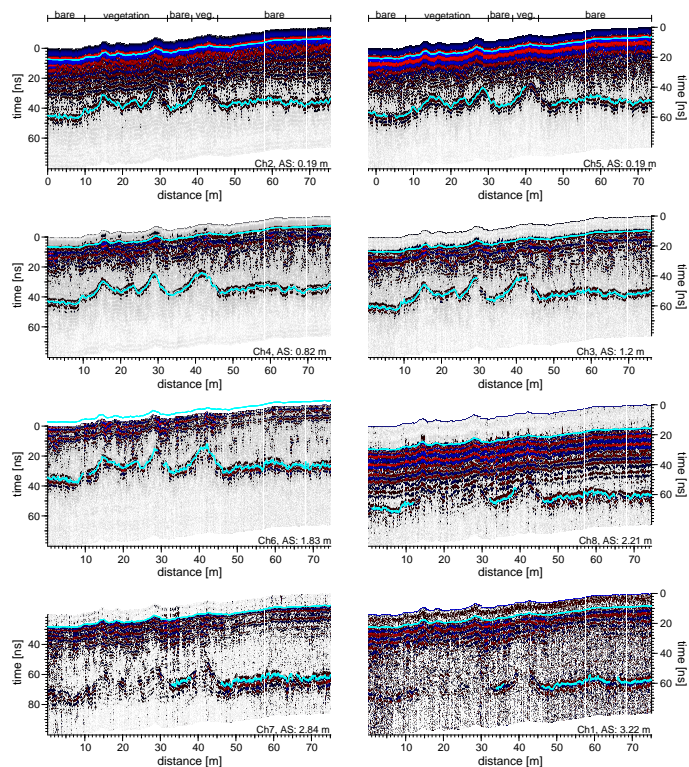 bare vegetation bare veg. bare
bare vegetation bare veg. bare
0 20 40 60
time [ns]
Ch2, AS: 0.19 m
0 10 20 30 40 50 60 70
distance [m]
0 20 40 60
time [ns]
Ch5, AS: 0.19 m
0 10 20 30 40 50 60 70
distance [m]
0 20 40 60
time [ns]
Ch4, AS: 0.82 m
10 20 30 40 50 60 70
distance [m]
0 20 40 60
time [ns]
Ch3, AS: 1.2 m
10 20 30 40 50 60 70
distance [m]
0 20 40 60
time [ns]
Ch6, AS: 1.83 m
10 20 30 40 50 60 70
distance [m]
0 20 40 60
time [ns]
Ch8, AS: 2.21 m
10 20 30 40 50 60 70
distance [m]
40 60 80
time [ns]
Ch7, AS: 2.84 m
10 20 30 40 50 60 70
distance [m]
0 20 40 60
time [ns]
Ch1, AS: 3.22 m
10 20 30 40 50 60 70
distance [m]